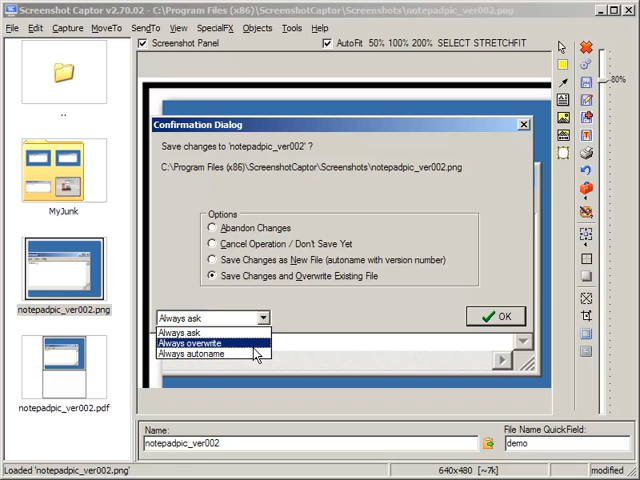 Screenshot Captor v2.70.02 - C:\Program Files (x86)\ScreenshotCaptor\Screenshots\notepadpic_ver002.png
File Edit Capture MoveTo SendTo View SpecialFX Objects Tools Help
Screenshot Panel AutoFit 50% 100% 200% SELECT STRETCHFIT
80%
..
MyJunk
notepadpic_ver002.png
notepadpic_ver002.pdf
Confirmation Dialog
Save changes to 'notepadpic_ver002' ?
C:\Program Files (x86)\ScreenshotCaptor\Screenshots\notepadpic_ver002.png
Options
Abandon Changes
Cancel Operation / Don't Save Yet
Save Changes as New File (autoname with version number)
Save Changes and Overwrite Existing File
Always ask
OK
Always ask
Always overwrite
Always autoname
Name: File Name QuickField:
notepadpic_ver002 demo
Loaded 'notepadpic_ver002.png' 640x480 [~7k] modified